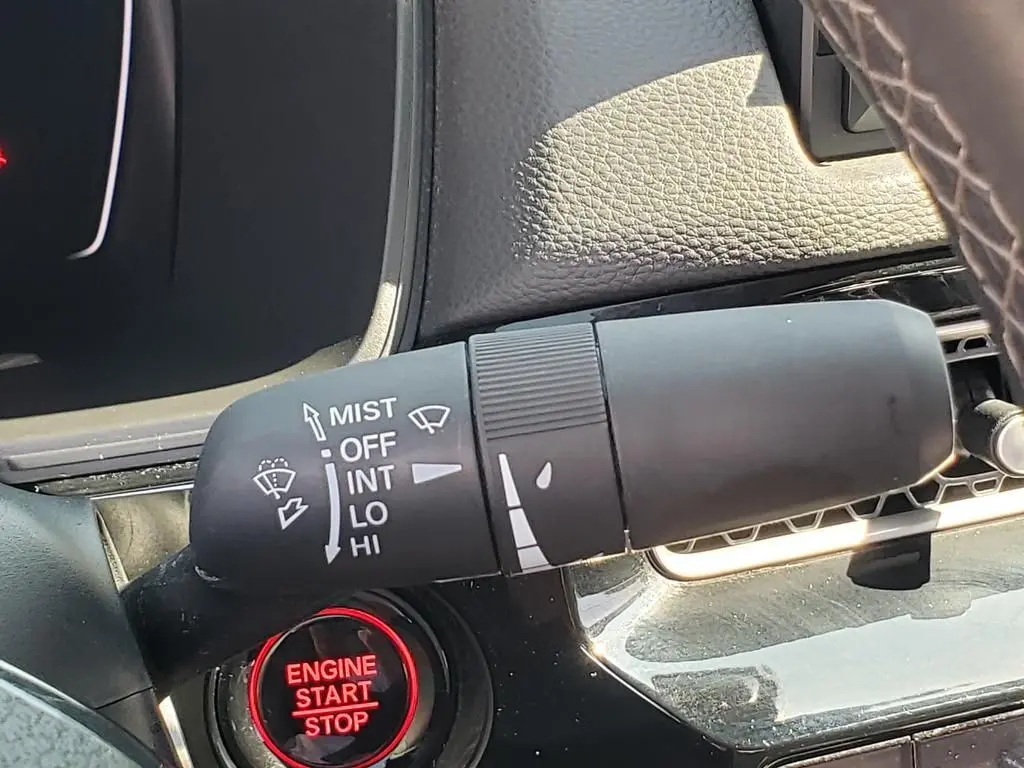 MIST
OFF
INT
LO
HI
ENGINE
START
STOP